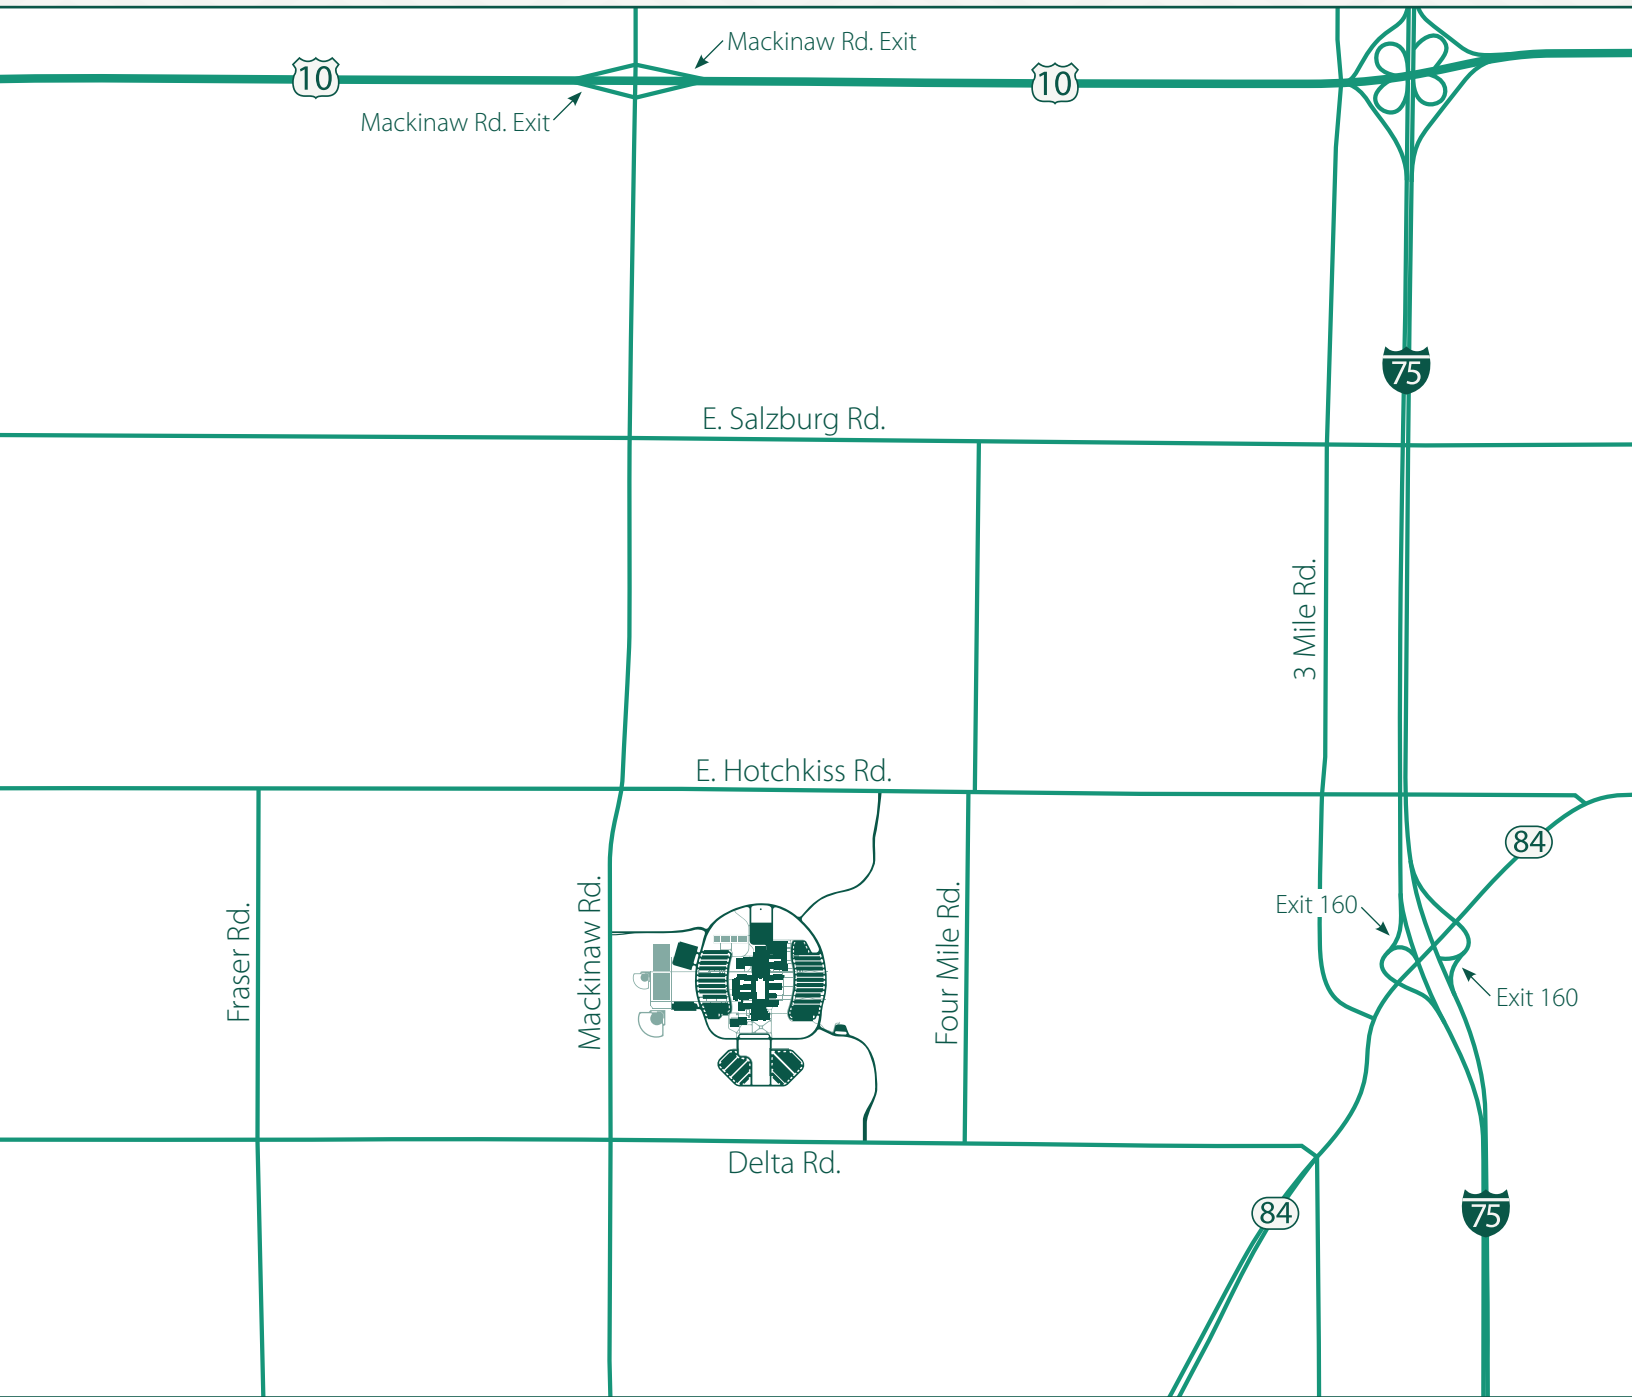 Mackinaw Rd. Exit
10
10
Mackinaw Rd. Exit
75
E. Salzburg Rd.
3 Mile Rd.
E. Hotchkiss Rd.
84
Fraser Rd.
Mackinaw Rd.
Four Mile Rd.
Exit 160
Exit 160
Delta Rd.
84
75